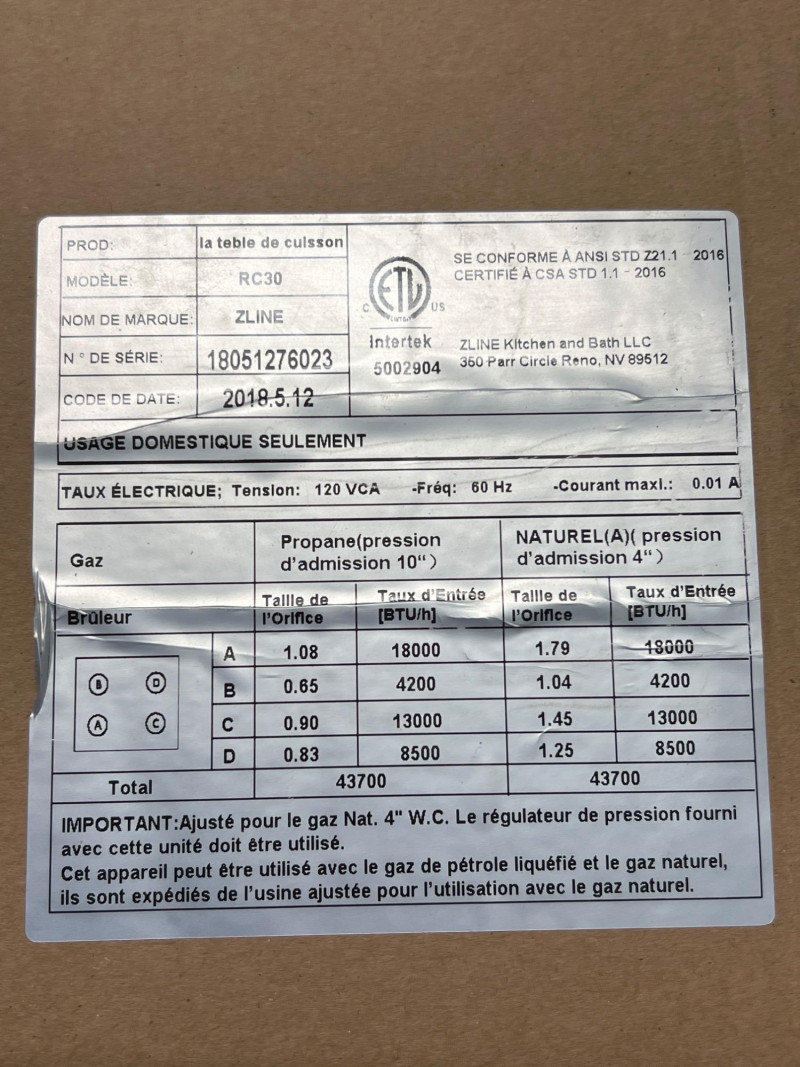 PROD: la teble de cuisson
MODÈLE: RC30
NOM DE MARQUE: ZLINE
N° DE SÉRIE: 18051276023
CODE DE DATE: 2018.5.12
ETL
C US
Intertek
5002904
SE CONFORME À ANSI STD Z21.1 - 2016
CERTIFIÉ À CSA STD 1.1 - 2016
ZLINE Kitchen and Bath LLC
350 Parr Circle Reno, NV 89512
USAGE DOMESTIQUE SEULEMENT
TAUX ÉLECTRIQUE; Tension: 120 VCA -Fréq: 60 Hz -Courant maxi.: 0.01 A
Gaz
Propane(pression
d'admission 10“)
NATUREL(A)( pression
d'admission 4“)
Brûleur
Taille de
l'Orifice
Taux d'Entrée
[BTU/h]
Taille de
l'Orifice
Taux d'Entrée
[BTU/h]
B D
A C
A 1.08 18000 1.79 18000
B 0.65 4200 1.04 4200
C 0.90 13000 1.45 13000
D 0.83 8500 1.25 8500
Total 43700 43700
IMPORTANT:Ajusté pour le gaz Nat. 4" W.C. Le régulateur de pression fourni
avec cette unité doit être utilisé.
Cet appareil peut être utilisé avec le gaz de pétrole liquéfié et le gaz naturel,
ils sont expédiés de l'usine ajustée pour l'utilisation avec le gaz naturel.